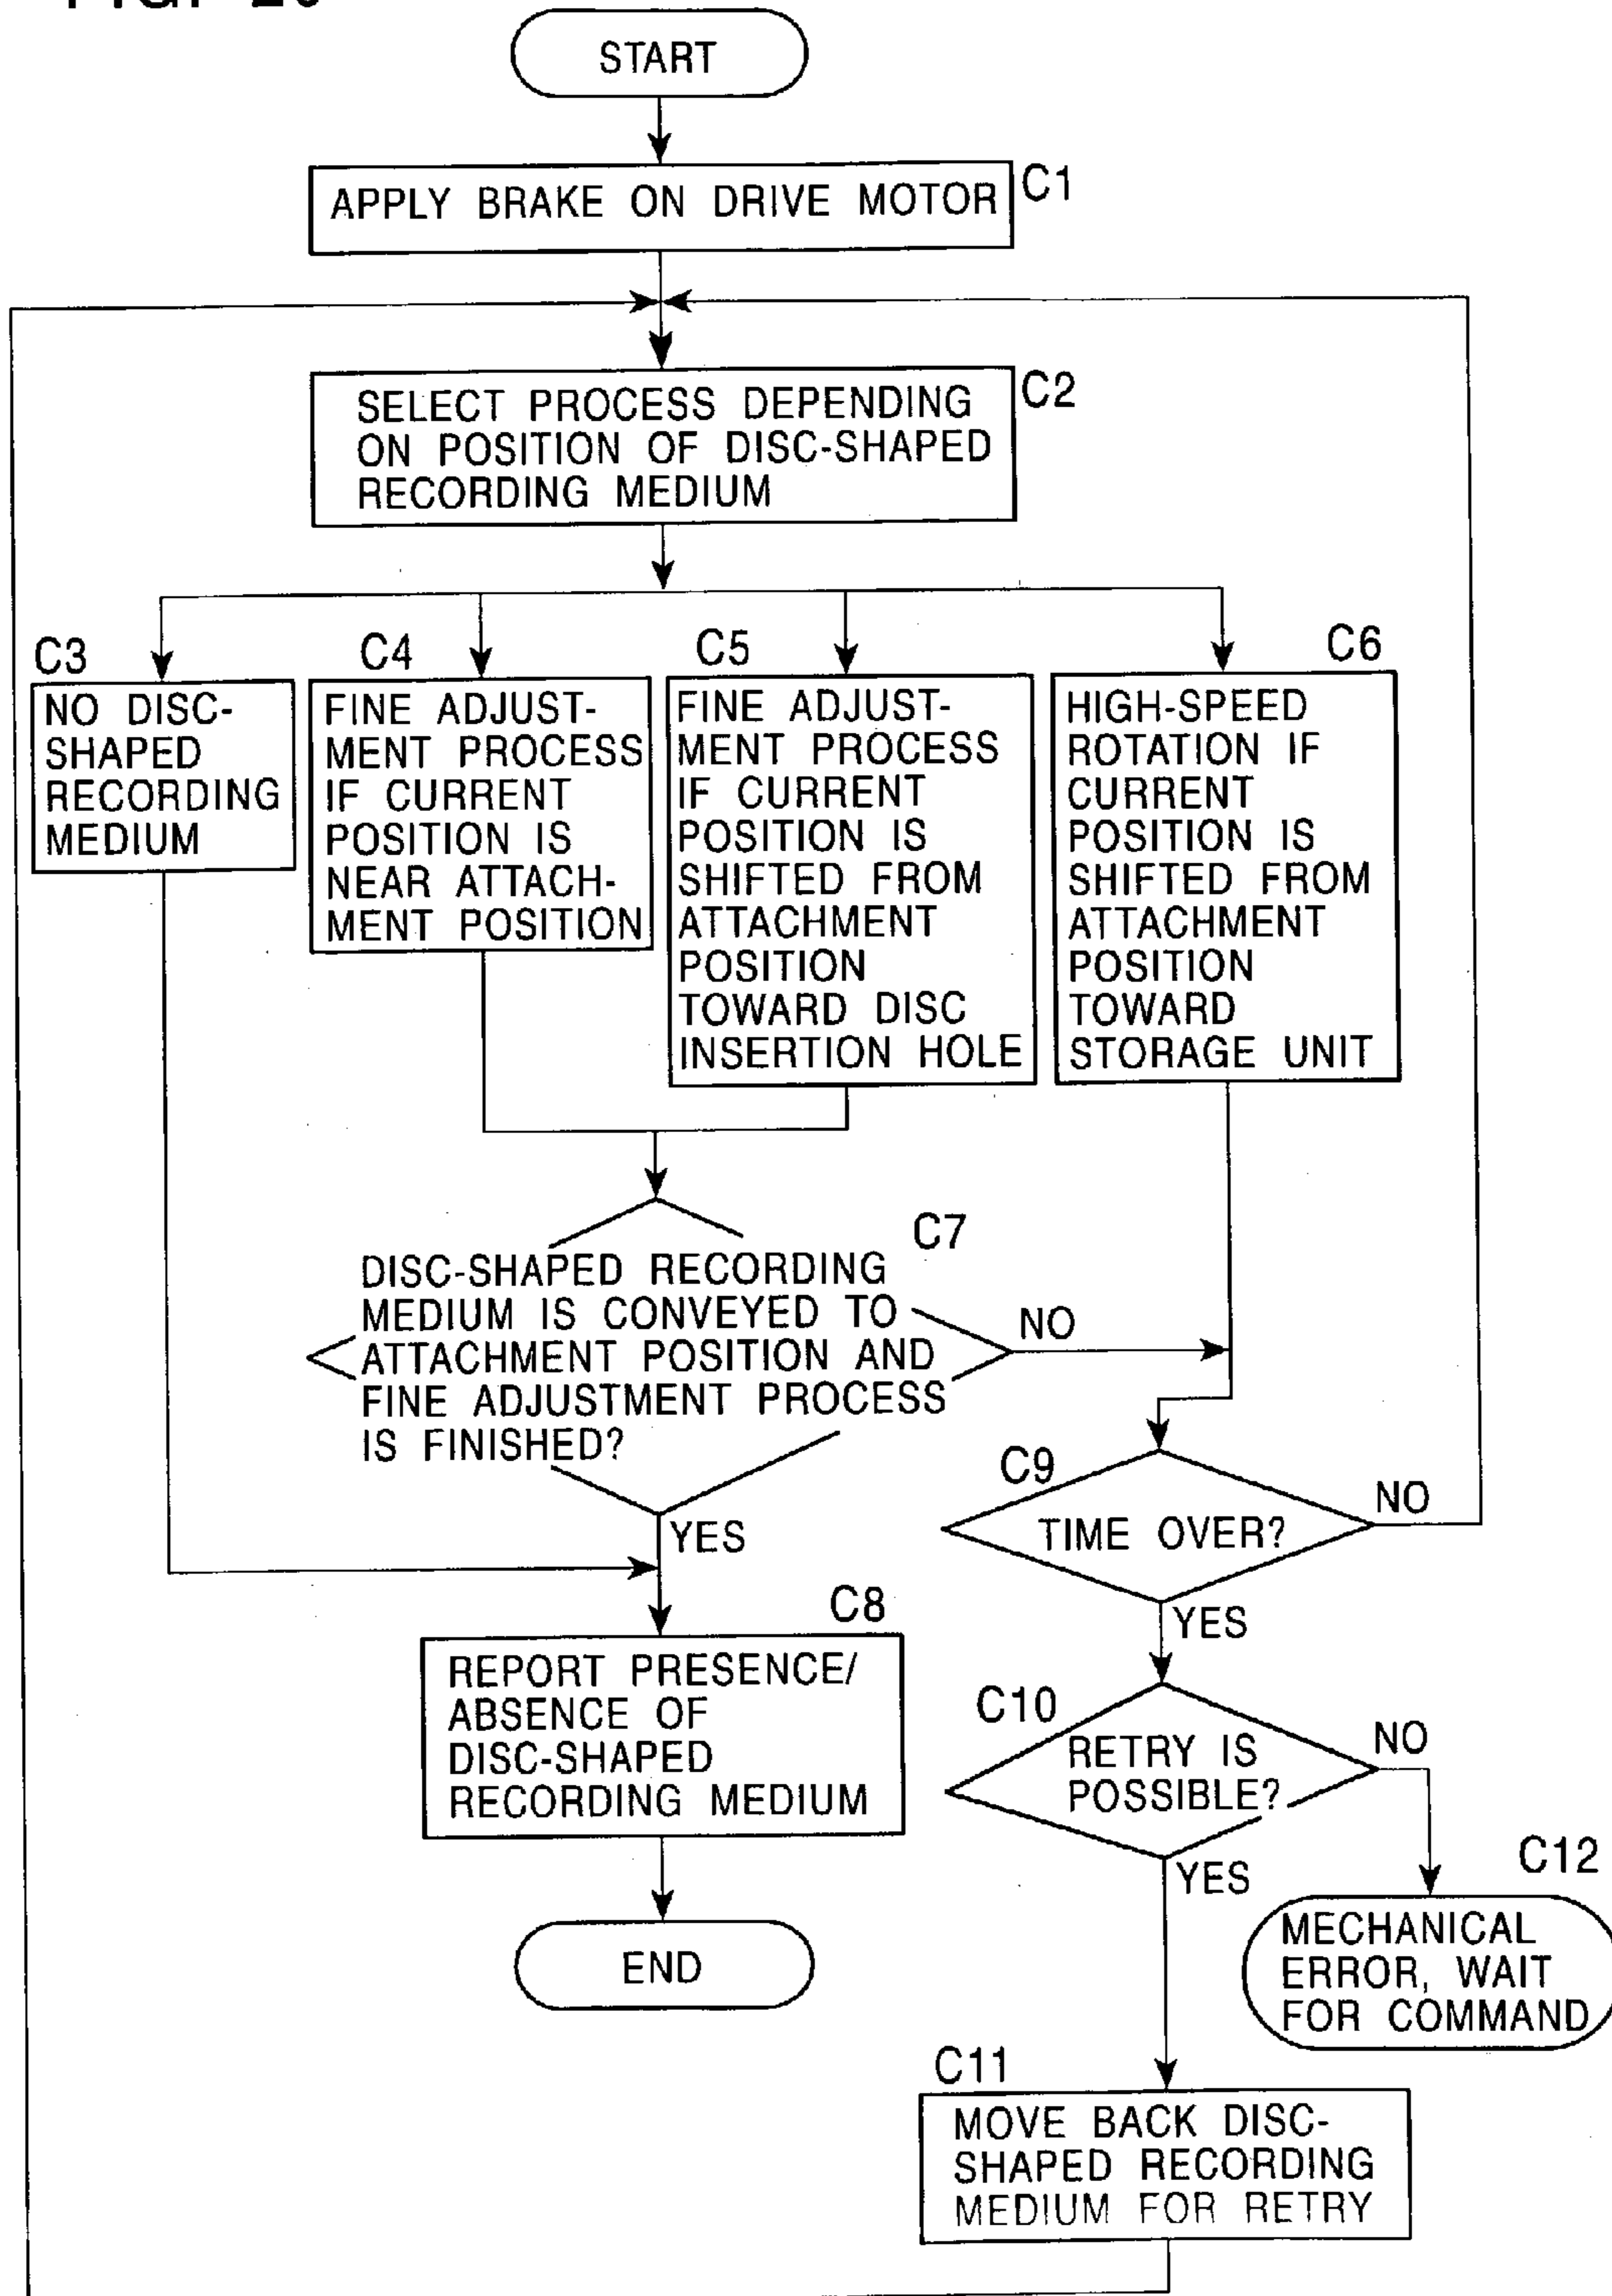 START
APPLY BRAKE ON DRIVE MOTOR
C1
SELECT PROCESS DEPENDING
ON POSITION OF DISC-SHAPED
RECORDING MEDIUM
C2
C3
NO DISC-
SHAPED
RECORDING
MEDIUM
C4
FINE ADJUST-
MENT PROCESS
IF CURRENT
POSITION IS
NEAR ATTACH-
MENT POSITION
C5
FINE ADJUST-
MENT PROCESS
IF CURRENT
POSITION IS
SHIFTED FROM
ATTACHMENT
POSITION
TOWARD DISC
INSERTION HOLE
C6
HIGH-SPEED
ROTATION IF
CURRENT
POSITION IS
SHIFTED FROM
ATTACHMENT
POSITION
TOWARD
STORAGE UNIT
C7
DISC-SHAPED RECORDING
MEDIUM IS CONVEYED TO
ATTACHMENT POSITION AND
FINE ADJUSTMENT PROCESS
IS FINISHED?
NO
YES
C8
REPORT PRESENCE/
ABSENCE OF
DISC-SHAPED
RECORDING MEDIUM
END
C9
TIME OVER?
NO
YES
C10
RETRY IS
POSSIBLE?
NO
YES
C12
MECHANICAL
ERROR, WAIT
FOR COMMAND
C11
MOVE BACK DISC-
SHAPED RECORDING
MEDIUM FOR RETRY